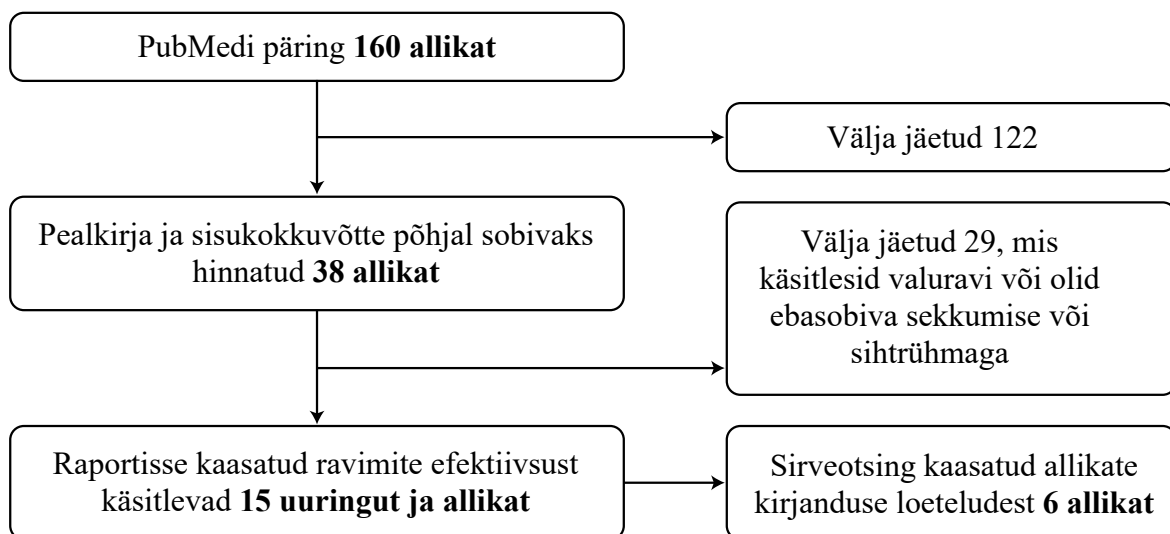 PubMedi päring 160 allikat
Välja jäetud 122
Pealkirja ja sisukokkuvõtte põhjal sobivaks
hinnatud 38 allikat
Välja jäetud 29, mis
käsitlesid valuravi või olid
ebasobiva sekkumise või
sihtrühmaga
Raportisse kaasatud ravimite efektiivsust
käsitlevad 15 uuringut ja allikat
Sirveotsing kaasatud allikate
kirjanduse loeteludest 6 allikat